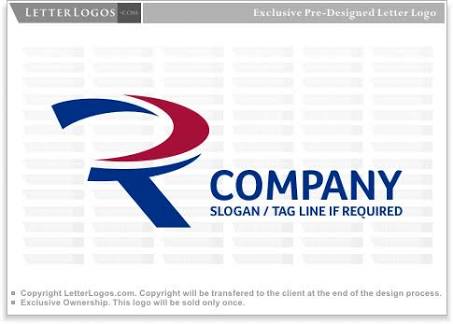 LETTERLOGOS.COM
Exclusive Pre-Designed Letter Logo
R
COMPANY
SLOGAN / TAG LINE IF REQUIRED
Copyright LetterLogos.com. Copyright will be transfered to the client at the end of the design process.
Exclusive Ownership. This logo will be sold only once.